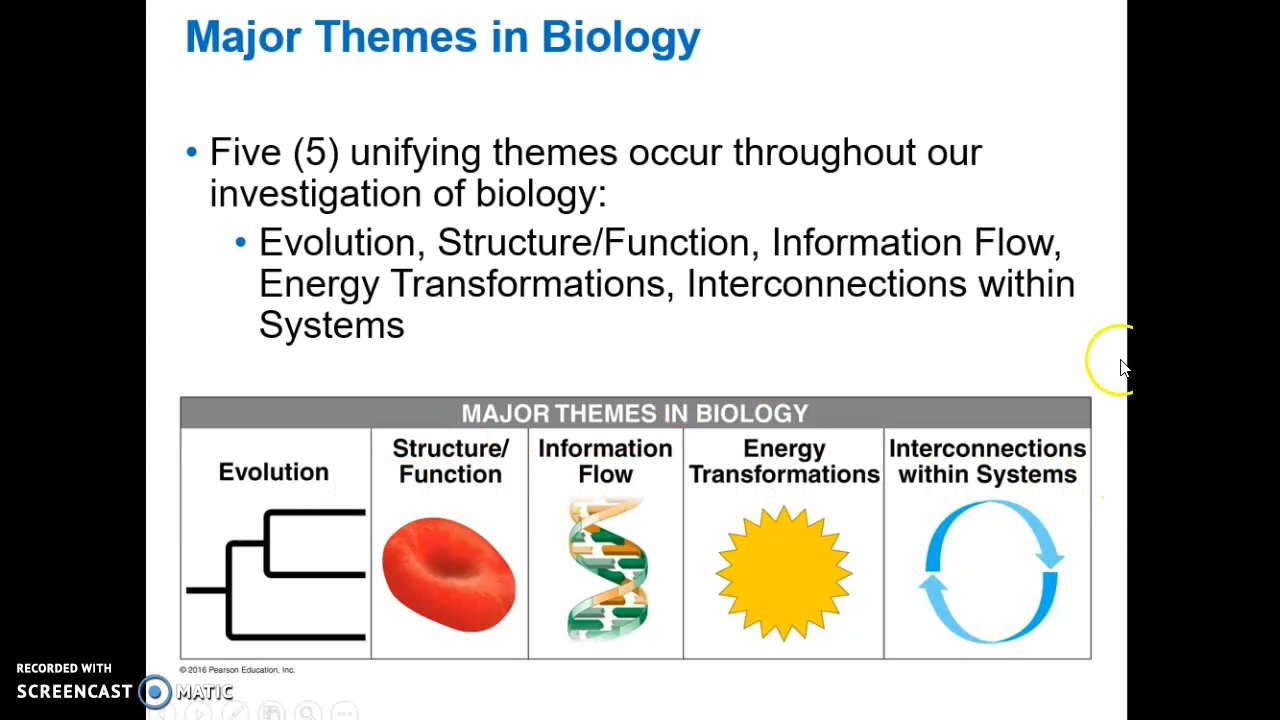 Major Themes in Biology
• Five (5) unifying themes occur throughout our
investigation of biology:
• Evolution, Structure/Function, Information Flow,
Energy Transformations, Interconnections within
Systems
MAJOR THEMES IN BIOLOGY
Evolution
Structure/
Function
Information
Flow
Energy
Transformations
Interconnections
within Systems
© 2016 Pearson Education, Inc.
RECORDED WITH
SCREENCAST MATIC